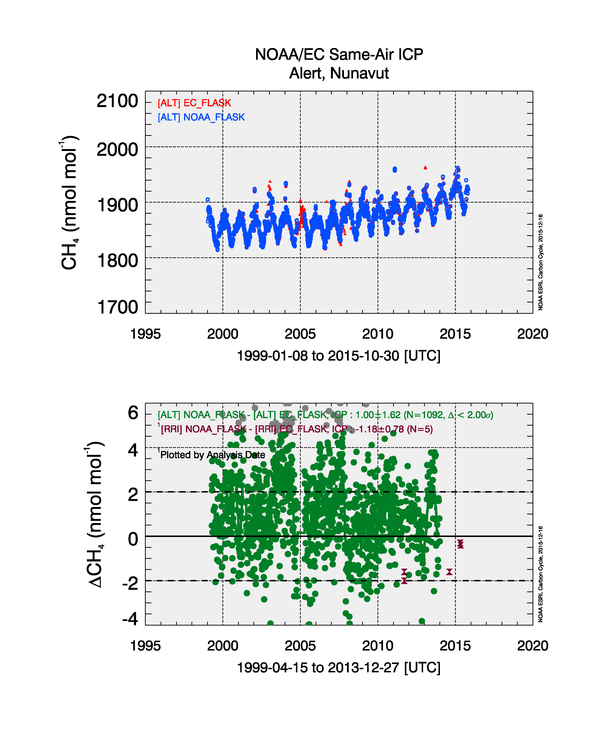 NOAA/EC Same-Air ICP
Alert, Nunavut
[ALT] EC_FLASK
[ALT] NOAA_FLASK
2100
2000
1900
1800
1700
CH₄ (nmol mol⁻¹)
NOAA ESRL Carbon Cycle, 2015-12-16
1995 2000 2005 2010 2015 2020
1999-01-08 to 2015-10-30 [UTC]
[ALT] NOAA_FLASK - [ALT] EC_FLASK, ICP : 1.00±1.62 (N=1092, Δ < 2.00σ)
¹[RRI] NOAA_FLASK - [RRI] EC_FLASK, ICP : -1.18±0.78 (N=5)
¹Plotted by Analysis Date
6
4
2
0
-2
-4
ΔCH₄ (nmol mol⁻¹)
NOAA ESRL Carbon Cycle, 2015-12-16
1995 2000 2005 2010 2015 2020
1999-04-15 to 2013-12-27 [UTC]